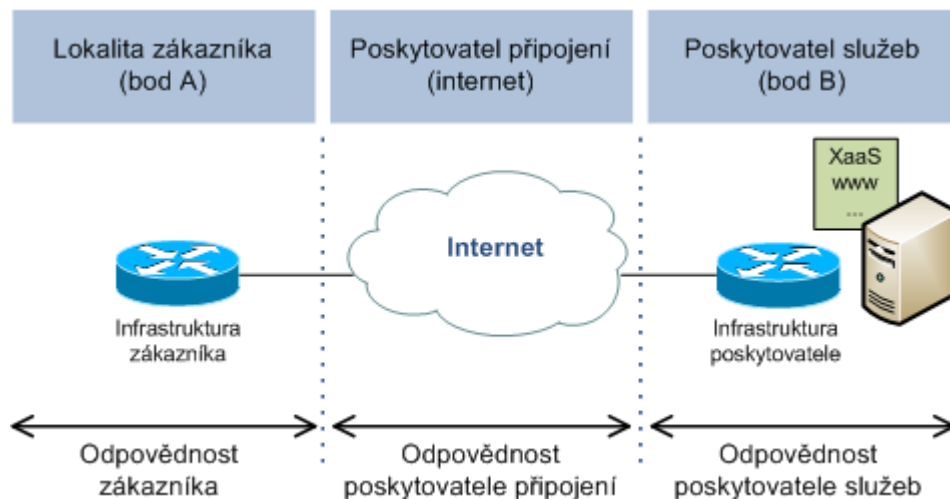 Lokalita zákazníka
(bod A)
Poskytovatel připojení
(internet)
Poskytovatel služeb
(bod B)
XaaS
www
...
Internet
Infrastruktura
zákazníka
Infrastruktura
poskytovatele
Odpovědnost
zákazníka
Odpovědnost
poskytovatele připojení
Odpovědnost
poskytovatele služeb